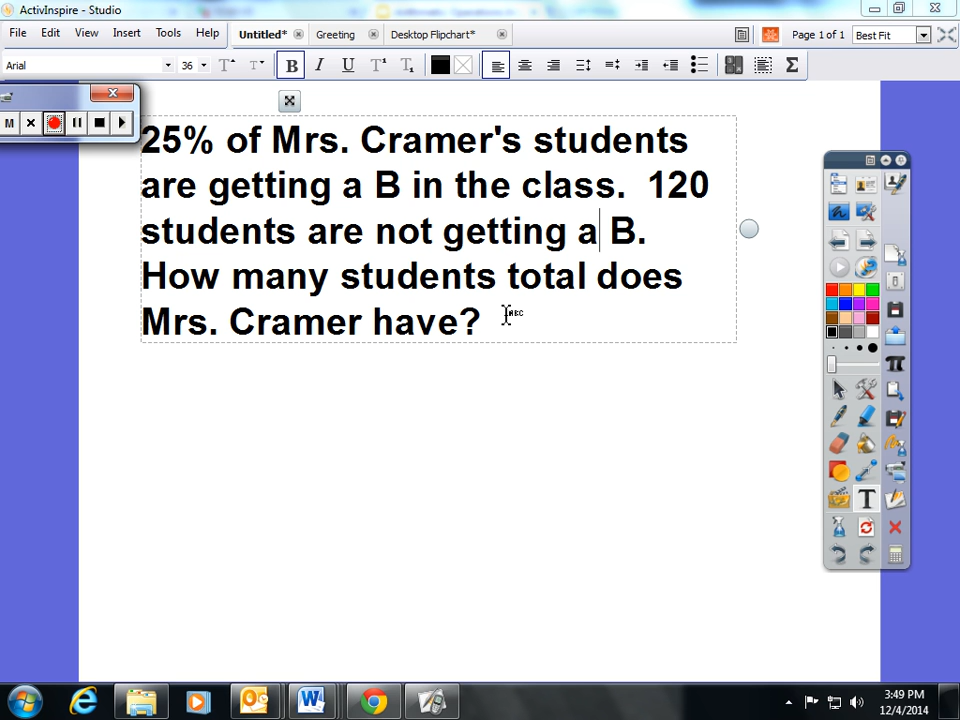 ActivInspire - Studio
File Edit View Insert Tools Help Untitled* Greeting Desktop Flipchart* Page 1 of 1 Best Fit
Arial 36 B I U
M
25% of Mrs. Cramer's students
are getting a B in the class. 120
students are not getting a B.
How many students total does
Mrs. Cramer have?
ABC
T
3:49 PM
12/4/2014